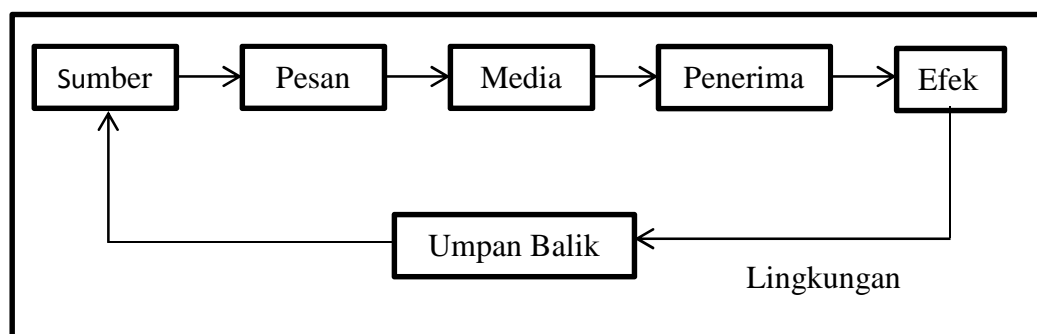 Sumber
Pesan
Media
Penerima
Efek
Umpan Balik
Lingkungan